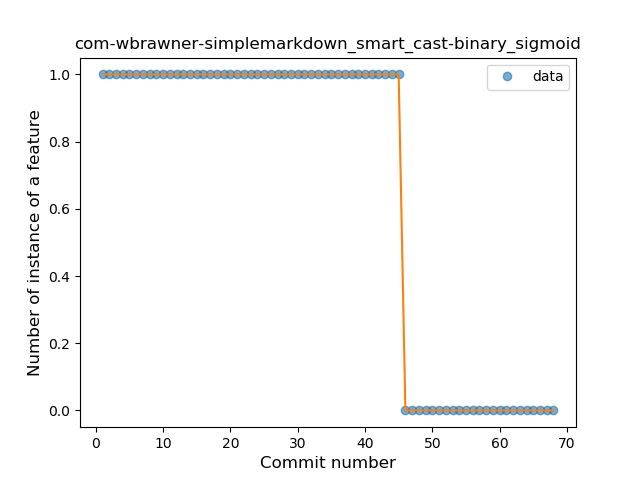 com-wbrawner-simplemarkdown_smart_cast-binary_sigmoid
data
Number of instance of a feature
1.0
0.8
0.6
0.4
0.2
0.0
0 10 20 30 40 50 60 70
Commit number